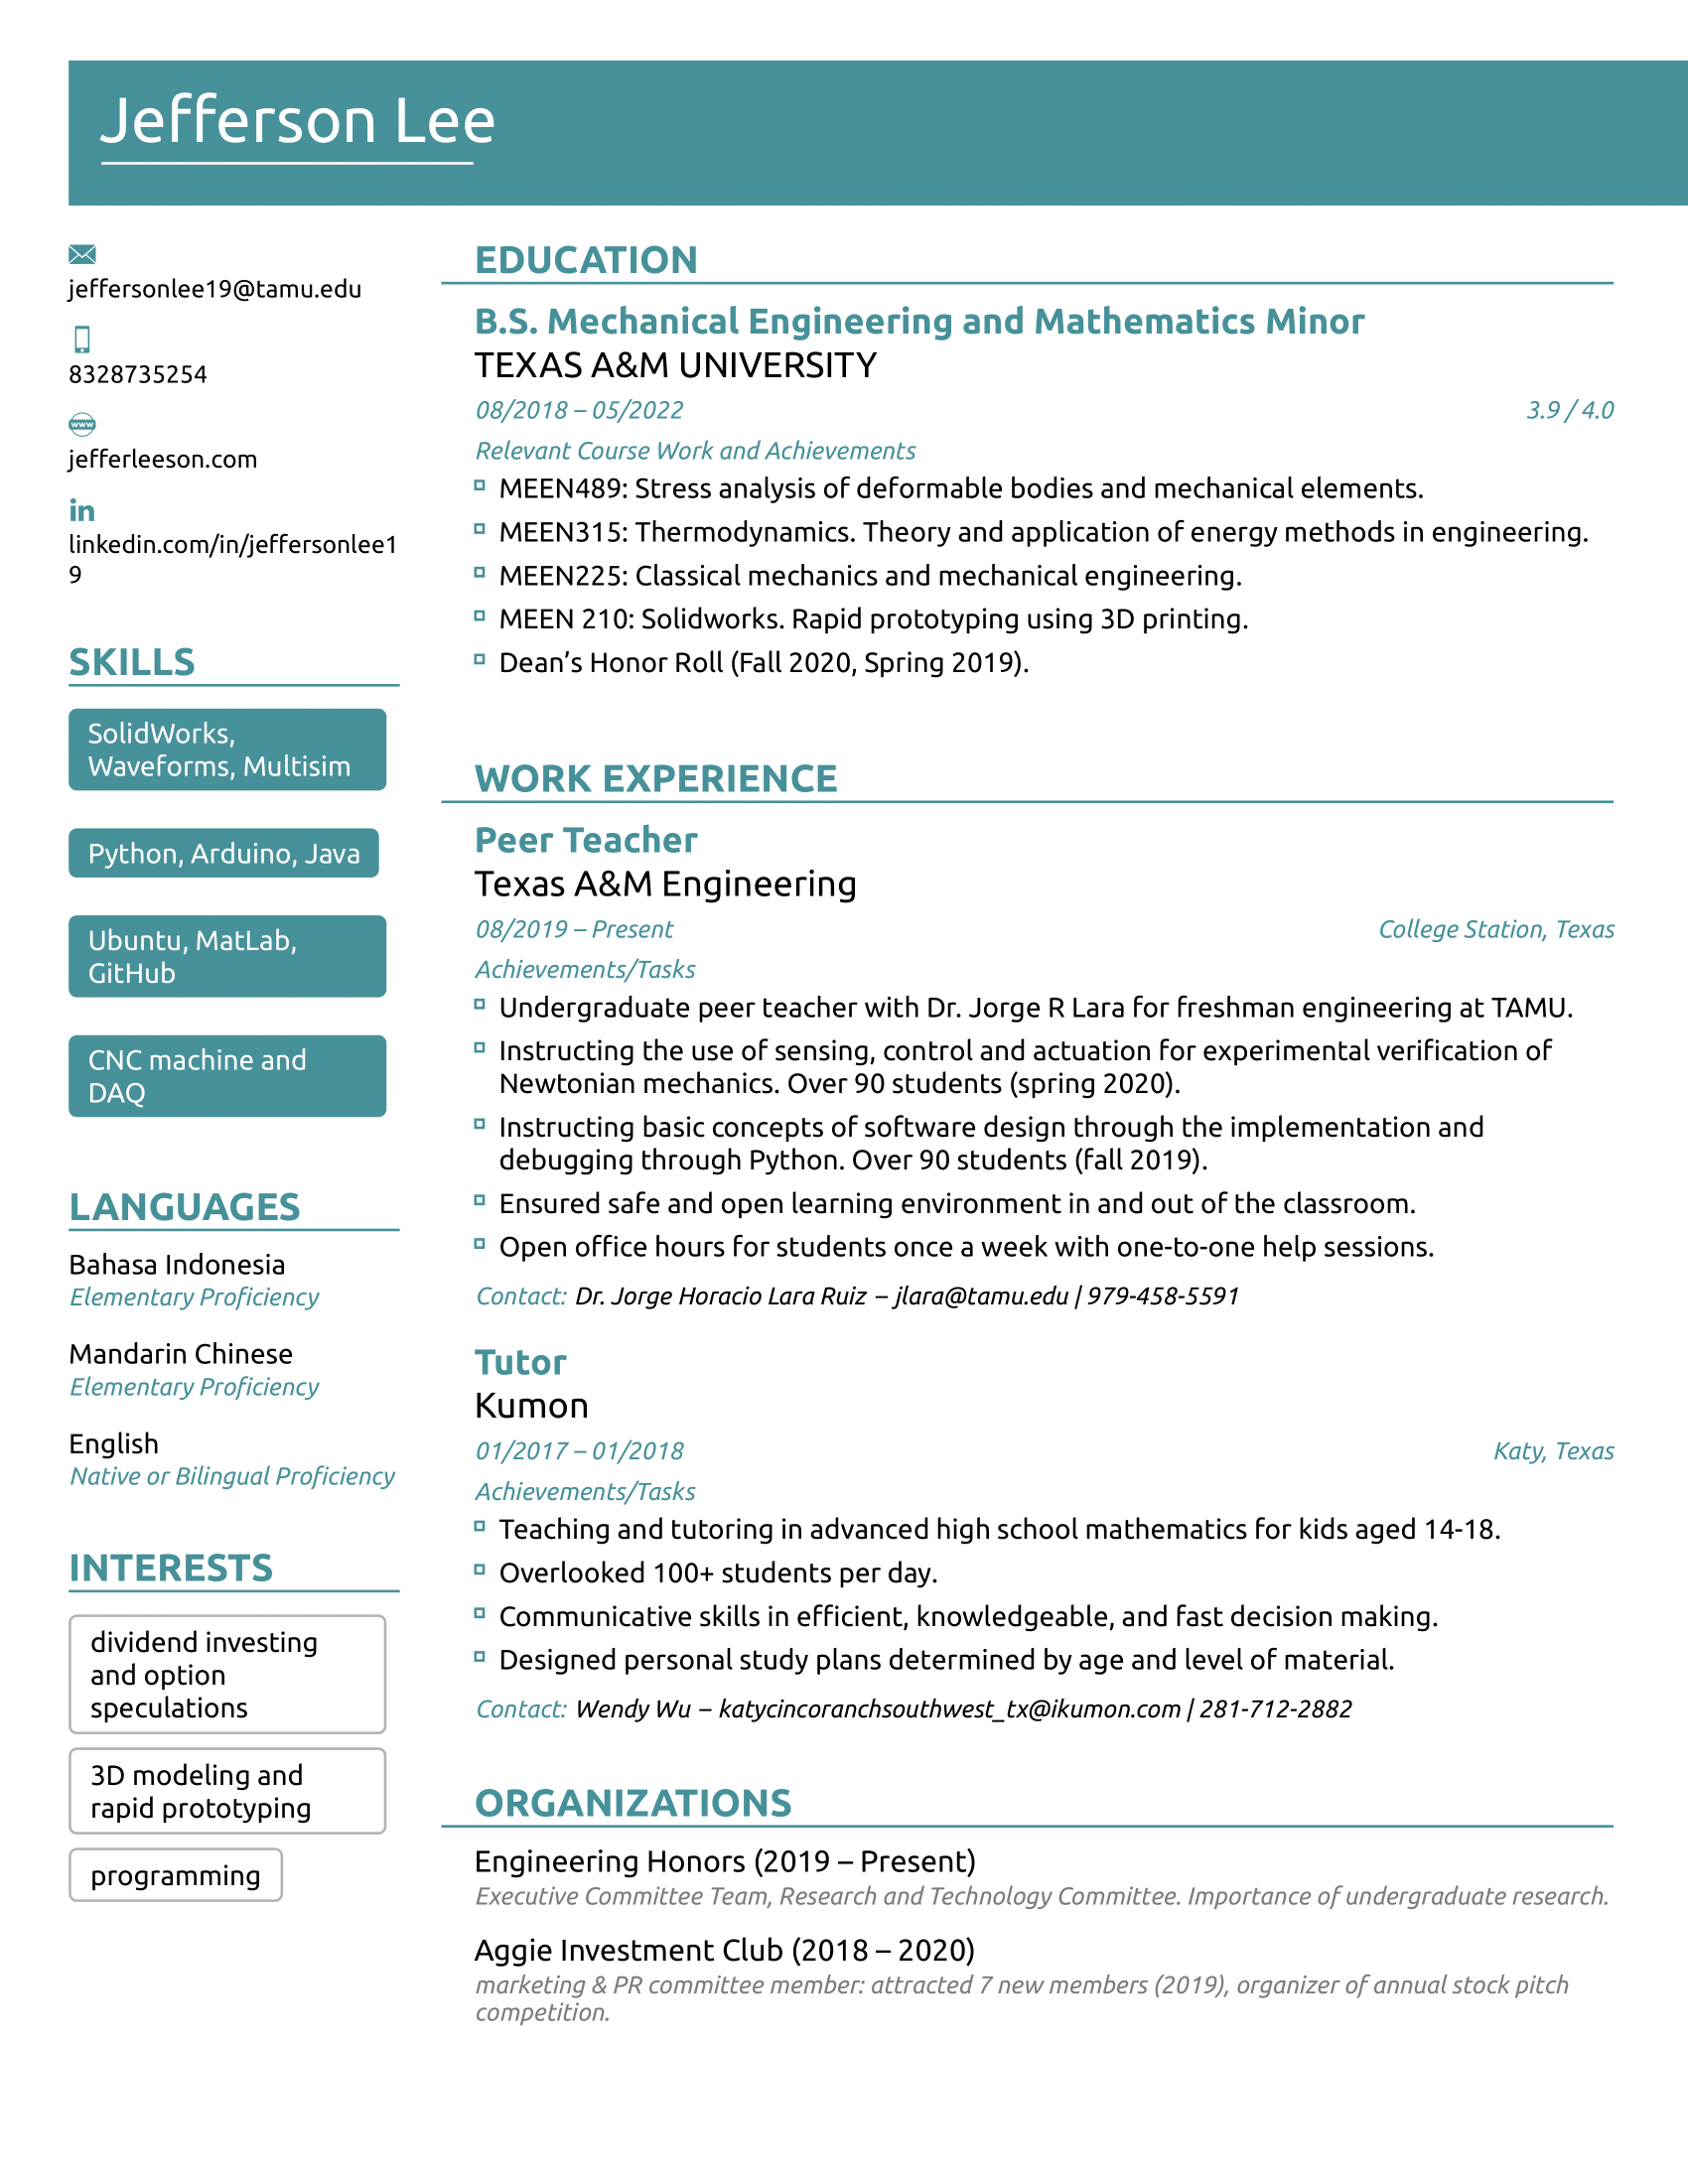 Jefferson Lee
jeffersonlee19@tamu.edu
8328735254
www
jefferleeson.com
in
linkedin.com/in/jeffersonlee1
9
SKILLS
SolidWorks,
Waveforms, Multisim
Python, Arduino, Java
Ubuntu, MatLab,
GitHub
CNC machine and
DAQ
LANGUAGES
Bahasa Indonesia
Elementary Proficiency
Mandarin Chinese
Elementary Proficiency
English
Native or Bilingual Proficiency
INTERESTS
dividend investing
and option
speculations
3D modeling and
rapid prototyping
programming
EDUCATION
B.S. Mechanical Engineering and Mathematics Minor
TEXAS A&M UNIVERSITY
08/2018 – 05/2022 3.9 / 4.0
Relevant Course Work and Achievements
MEEN489: Stress analysis of deformable bodies and mechanical elements.
MEEN315: Thermodynamics. Theory and application of energy methods in engineering.
MEEN225: Classical mechanics and mechanical engineering.
MEEN 210: Solidworks. Rapid prototyping using 3D printing.
Dean’s Honor Roll (Fall 2020, Spring 2019).
WORK EXPERIENCE
Peer Teacher
Texas A&M Engineering
08/2019 – Present College Station, Texas
Achievements/Tasks
Undergraduate peer teacher with Dr. Jorge R Lara for freshman engineering at TAMU.
Instructing the use of sensing, control and actuation for experimental verification of
Newtonian mechanics. Over 90 students (spring 2020).
Instructing basic concepts of software design through the implementation and
debugging through Python. Over 90 students (fall 2019).
Ensured safe and open learning environment in and out of the classroom.
Open office hours for students once a week with one-to-one help sessions.
Contact: Dr. Jorge Horacio Lara Ruiz – jlara@tamu.edu | 979-458-5591
Tutor
Kumon
01/2017 – 01/2018 Katy, Texas
Achievements/Tasks
Teaching and tutoring in advanced high school mathematics for kids aged 14-18.
Overlooked 100+ students per day.
Communicative skills in efficient, knowledgeable, and fast decision making.
Designed personal study plans determined by age and level of material.
Contact: Wendy Wu – katycincoranchsouthwest_tx@ikumon.com | 281-712-2882
ORGANIZATIONS
Engineering Honors (2019 – Present)
Executive Committee Team, Research and Technology Committee. Importance of undergraduate research.
Aggie Investment Club (2018 – 2020)
marketing & PR committee member: attracted 7 new members (2019), organizer of annual stock pitch
competition.